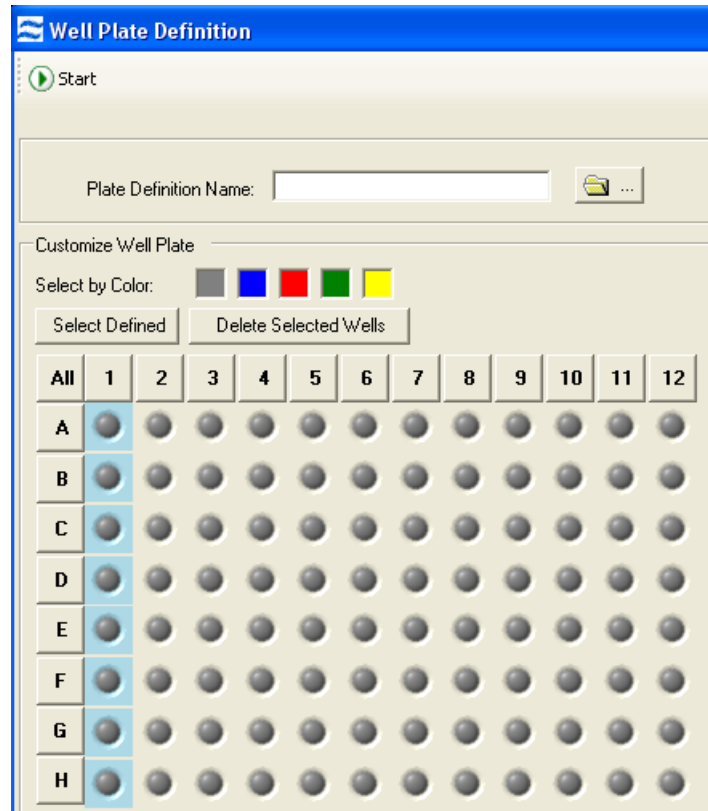 Well Plate Definition
Start
Plate Definition Name:
...
Customize Well Plate
Select by Color:
Select Defined Delete Selected Wells
All 1 2 3 4 5 6 7 8 9 10 11 12
A
B
C
D
E
F
G
H